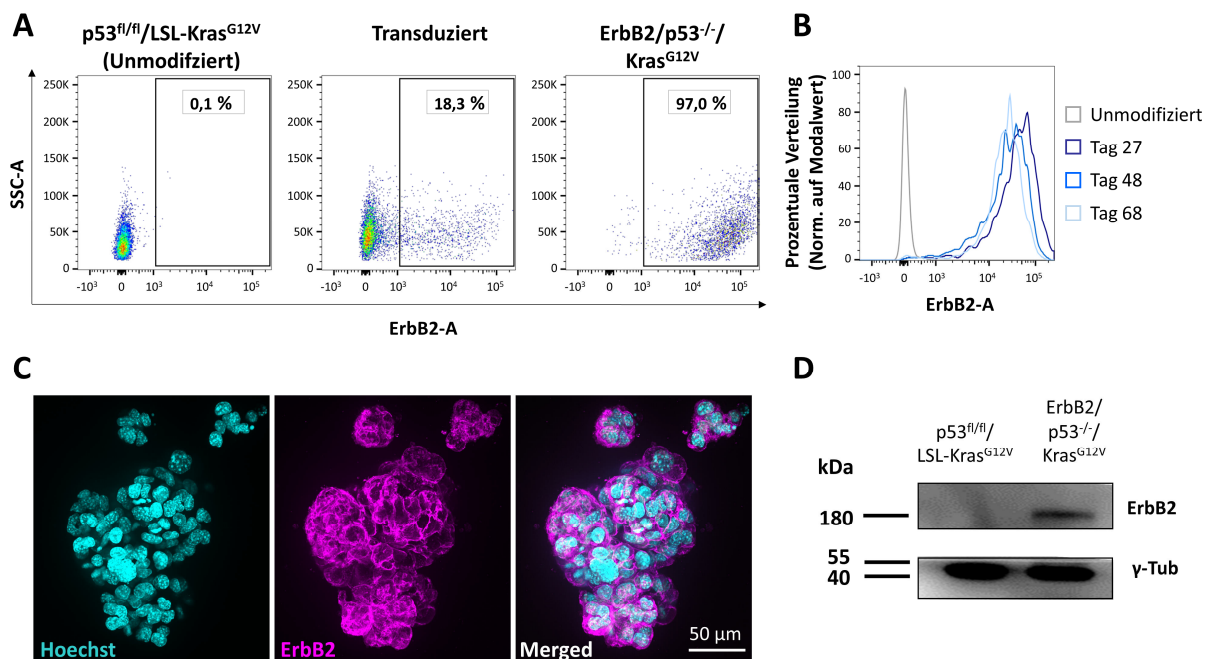 A
p53fl/fl/LSL-KrasG12V
(Unmodifziert)
Transduziert
ErbB2/p53-/-/
KrasG12V
250K
200K
150K
100K
50K
0
0,1 %
-10³ 0 10³ 10⁴ 10⁵
250K
200K
150K
100K
50K
0
18,3 %
-10³ 0 10³ 10⁴ 10⁵
250K
200K
150K
100K
50K
0
97,0 %
-10³ 0 10³ 10⁴ 10⁵
SSC-A
ErbB2-A
B
Prozentuale Verteilung
(Norm. auf Modalwert)
100
80
60
40
20
0
-10³ 0 10³ 10⁴ 10⁵
ErbB2-A
Unmodifiziert
Tag 27
Tag 48
Tag 68
C
Hoechst
ErbB2
Merged
50 µm
D
kDa
p53fl/fl/
LSL-KrasG12V
ErbB2/
p53-/-/
KrasG12V
180
ErbB2
55
40
γ-Tub